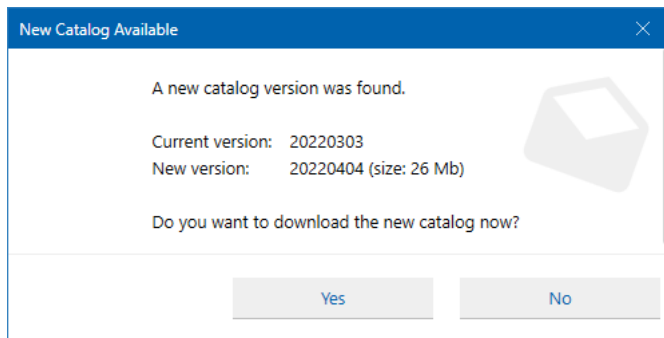 New Catalog Available
A new catalog version was found.
Current version: 20220303
New version: 20220404 (size: 26 Mb)
Do you want to download the new catalog now?
Yes No